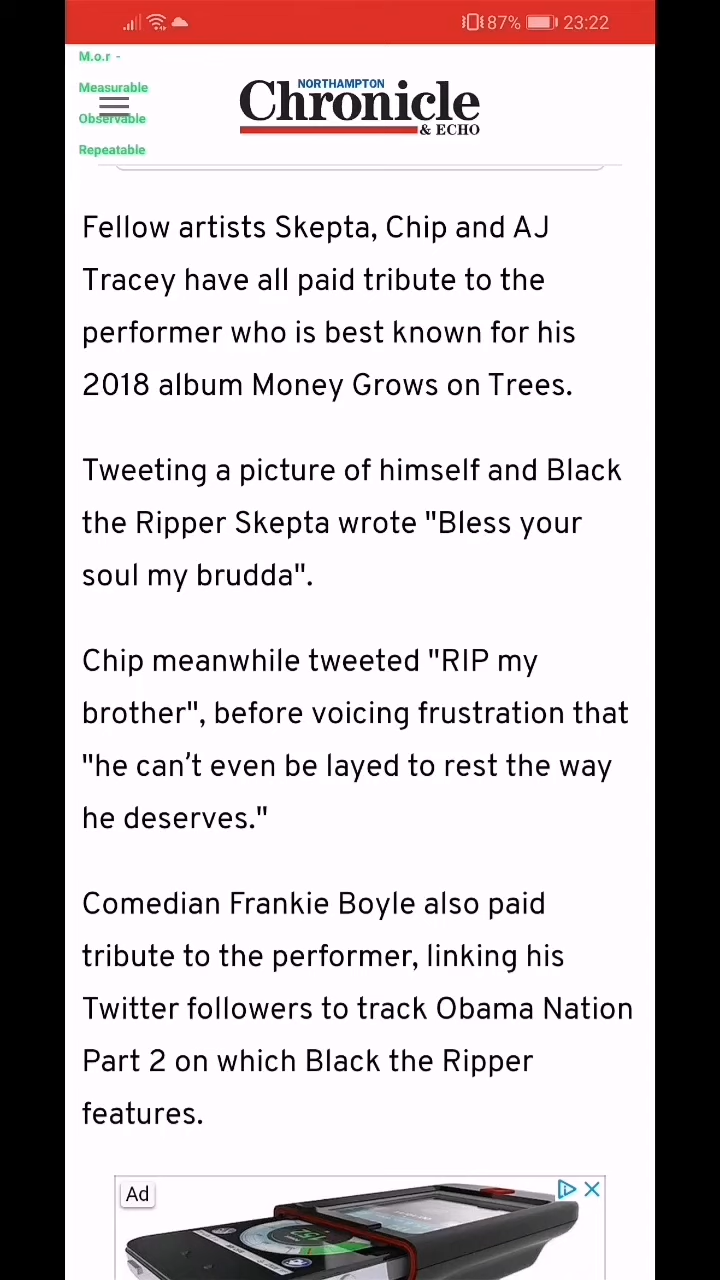 87% 23:22
M.o.r -
Measurable
Observable
Repeatable
NORTHAMPTON
Chronicle
& ECHO
Fellow artists Skepta, Chip and AJ
Tracey have all paid tribute to the
performer who is best known for his
2018 album Money Grows on Trees.
Tweeting a picture of himself and Black
the Ripper Skepta wrote "Bless your
soul my brudda".
Chip meanwhile tweeted "RIP my
brother", before voicing frustration that
"he can't even be layed to rest the way
he deserves."
Comedian Frankie Boyle also paid
tribute to the performer, linking his
Twitter followers to track Obama Nation
Part 2 on which Black the Ripper
features.
Ad